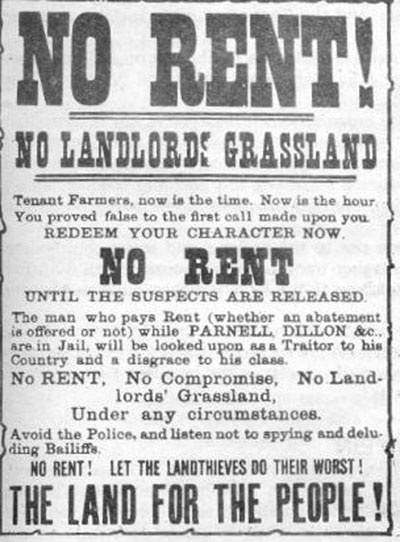 NO RENT!
NO LANDLORDS GRASSLAND
Tenant Farmers, now is the time. Now is the hour.
You proved false to the first call made upon you.
REDEEM YOUR CHARACTER NOW.
NO RENT
UNTIL THE SUSPECTS ARE RELEASED.
The man who pays Rent (whether an abatement
is offered or not) while PARNELL, DILLON &c.,
are in Jail, will be looked upon as a Traitor to his
Country and a disgrace to his class.
No RENT, No Compromise, No Land-
lords' Grassland,
Under any circumstances.
Avoid the Police, and listen not to spying and delu-
ding Bailiffs.
NO RENT! LET THE LANDTHIEVES DO THEIR WORST!
THE LAND FOR THE PEOPLE!